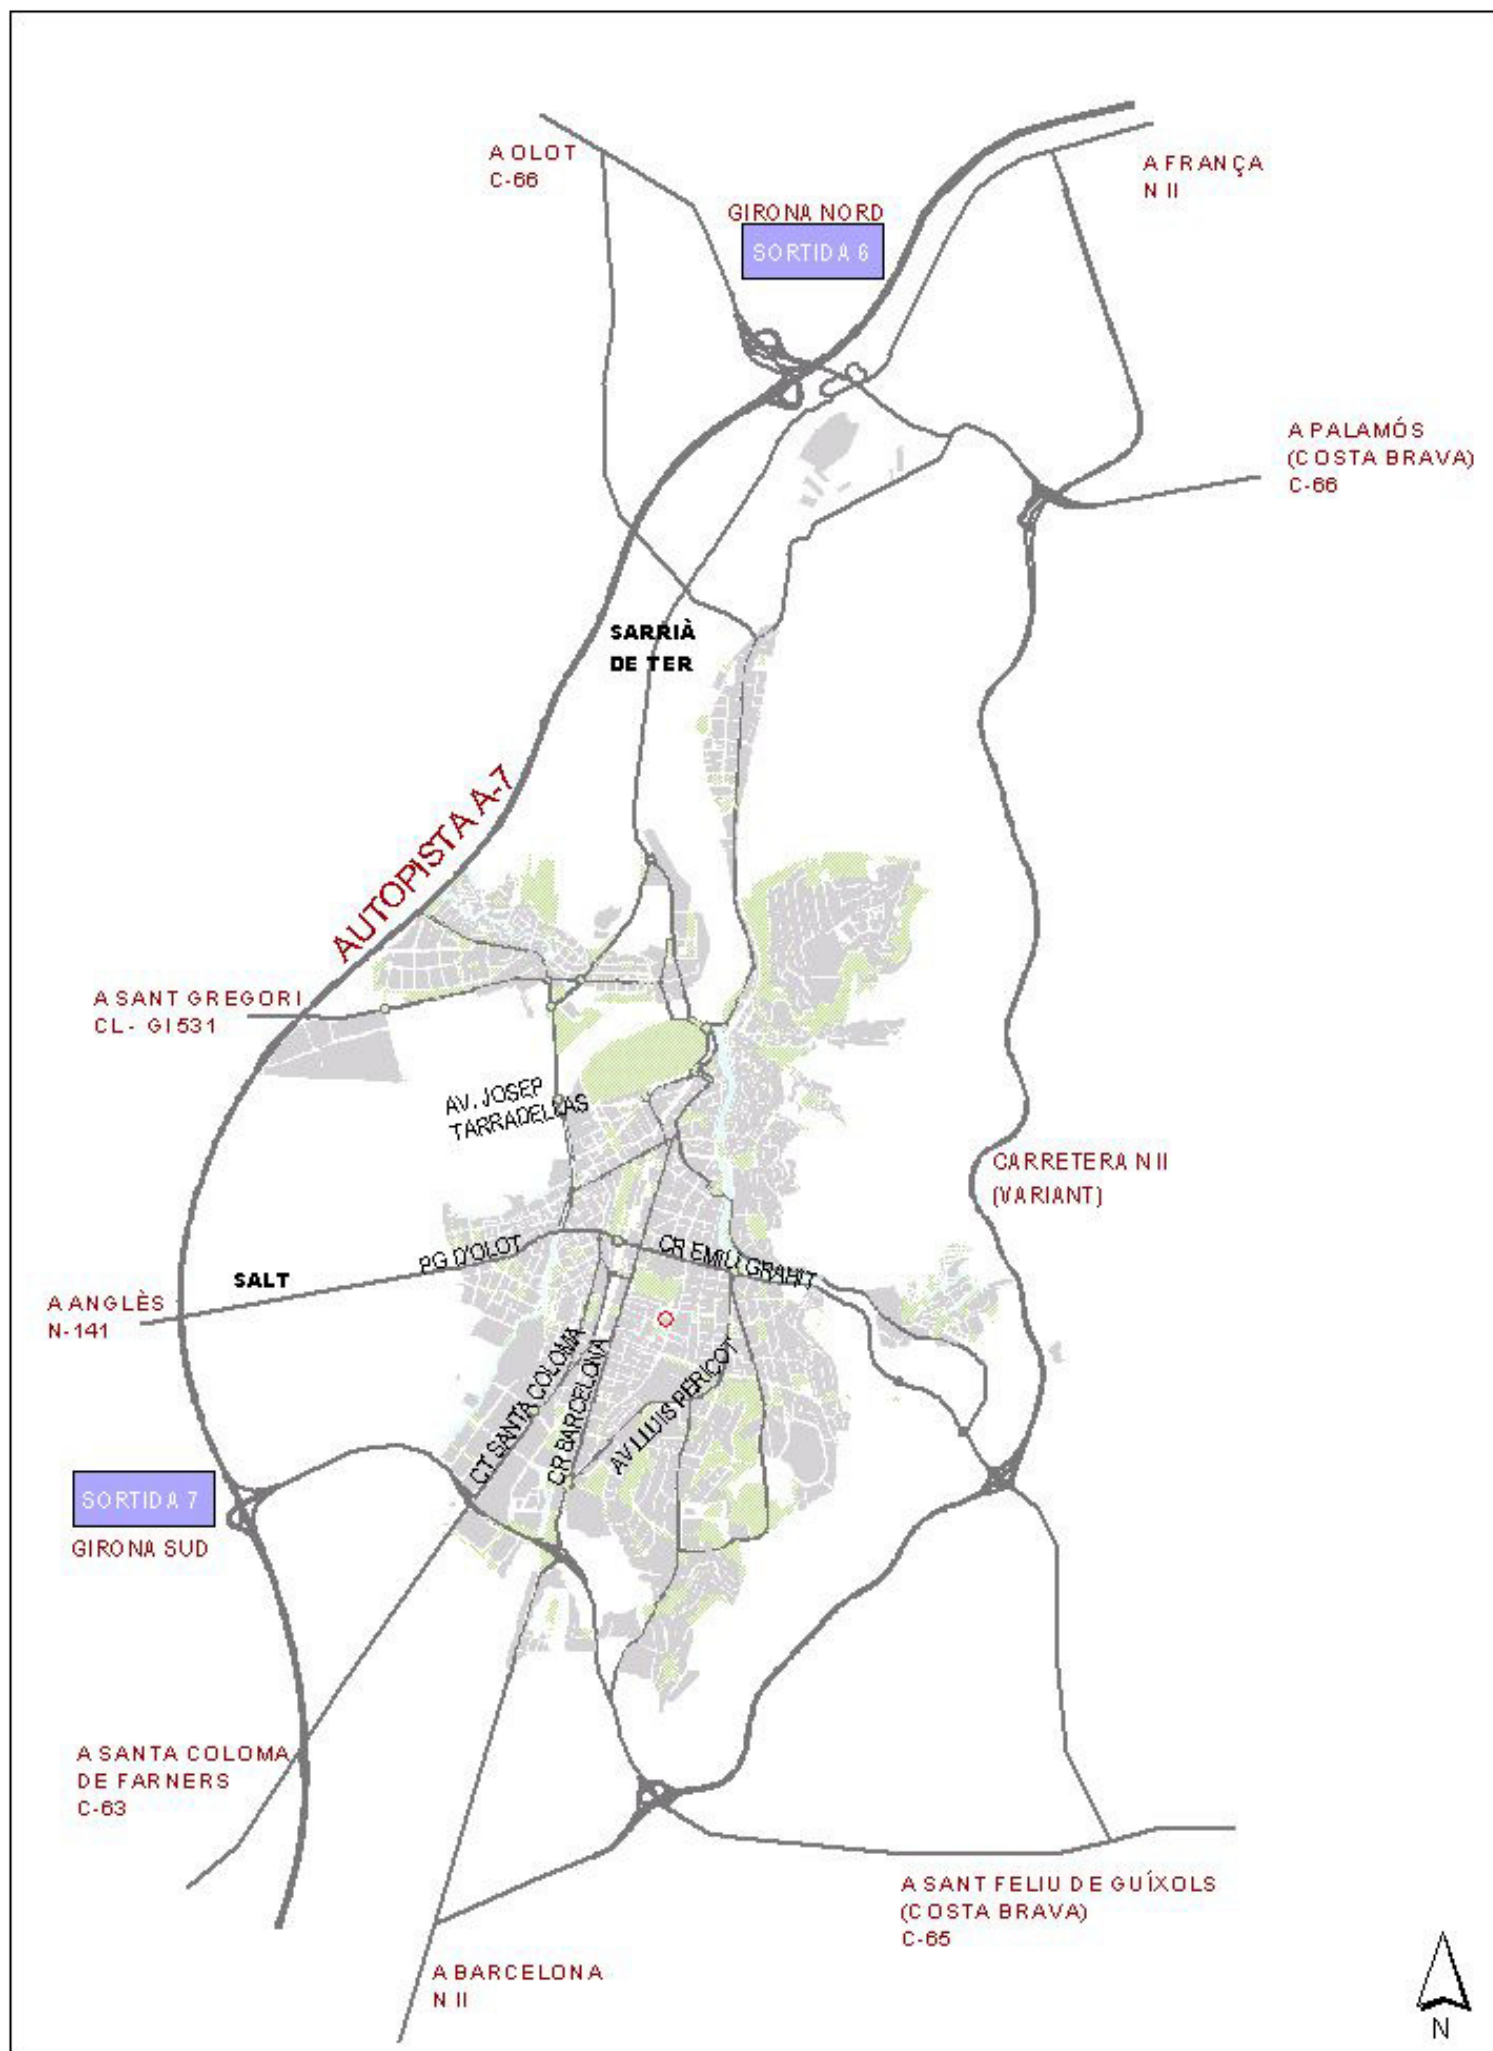 A OLOT
C-66
A FRANÇA
N II
GIRONA NORD
SORTIDA 6
A PALAMÓS
(COSTA BRAVA)
C-66
SARRIÀ
DE TER
AUTOPISTA A-7
A SANT GREGORI
CL - GI531
AV. JOSEP
TARRADELLAS
CARRETERA N II
(VARIANT)
PG D'OLOT
CR EMILI GRAHIT
SALT
A ANGLÈS
N-141
CT SANTA COLOMA
CR BARCELONA
AV LLUIS PERICOT
SORTIDA 7
GIRONA SUD
A SANTA COLOMA
DE FARNERS
C-63
A SANT FELIU DE GUÍXOLS
(COSTA BRAVA)
C-65
A BARCELONA
N II
N